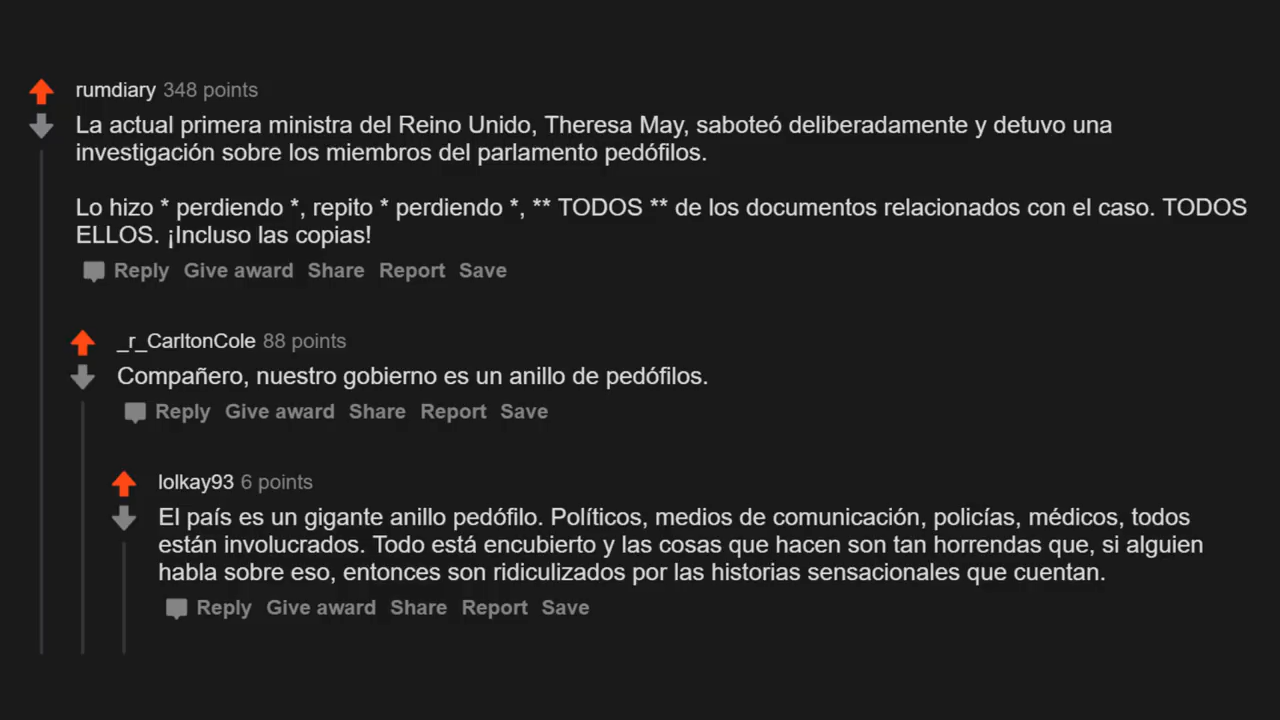 rumdiary 348 points
La actual primera ministra del Reino Unido, Theresa May, saboteó deliberadamente y detuvo una
investigación sobre los miembros del parlamento pedófilos.
Lo hizo * perdiendo *, repito * perdiendo *, ** TODOS ** de los documentos relacionados con el caso. TODOS
ELLOS. ¡Incluso las copias!
Reply Give award Share Report Save
_r_CarltonCole 88 points
Compañero, nuestro gobierno es un anillo de pedófilos.
Reply Give award Share Report Save
lolkay93 6 points
El país es un gigante anillo pedófilo. Políticos, medios de comunicación, policías, médicos, todos
están involucrados. Todo está encubierto y las cosas que hacen son tan horrendas que, si alguien
habla sobre eso, entonces son ridiculizados por las historias sensacionales que cuentan.
Reply Give award Share Report Save